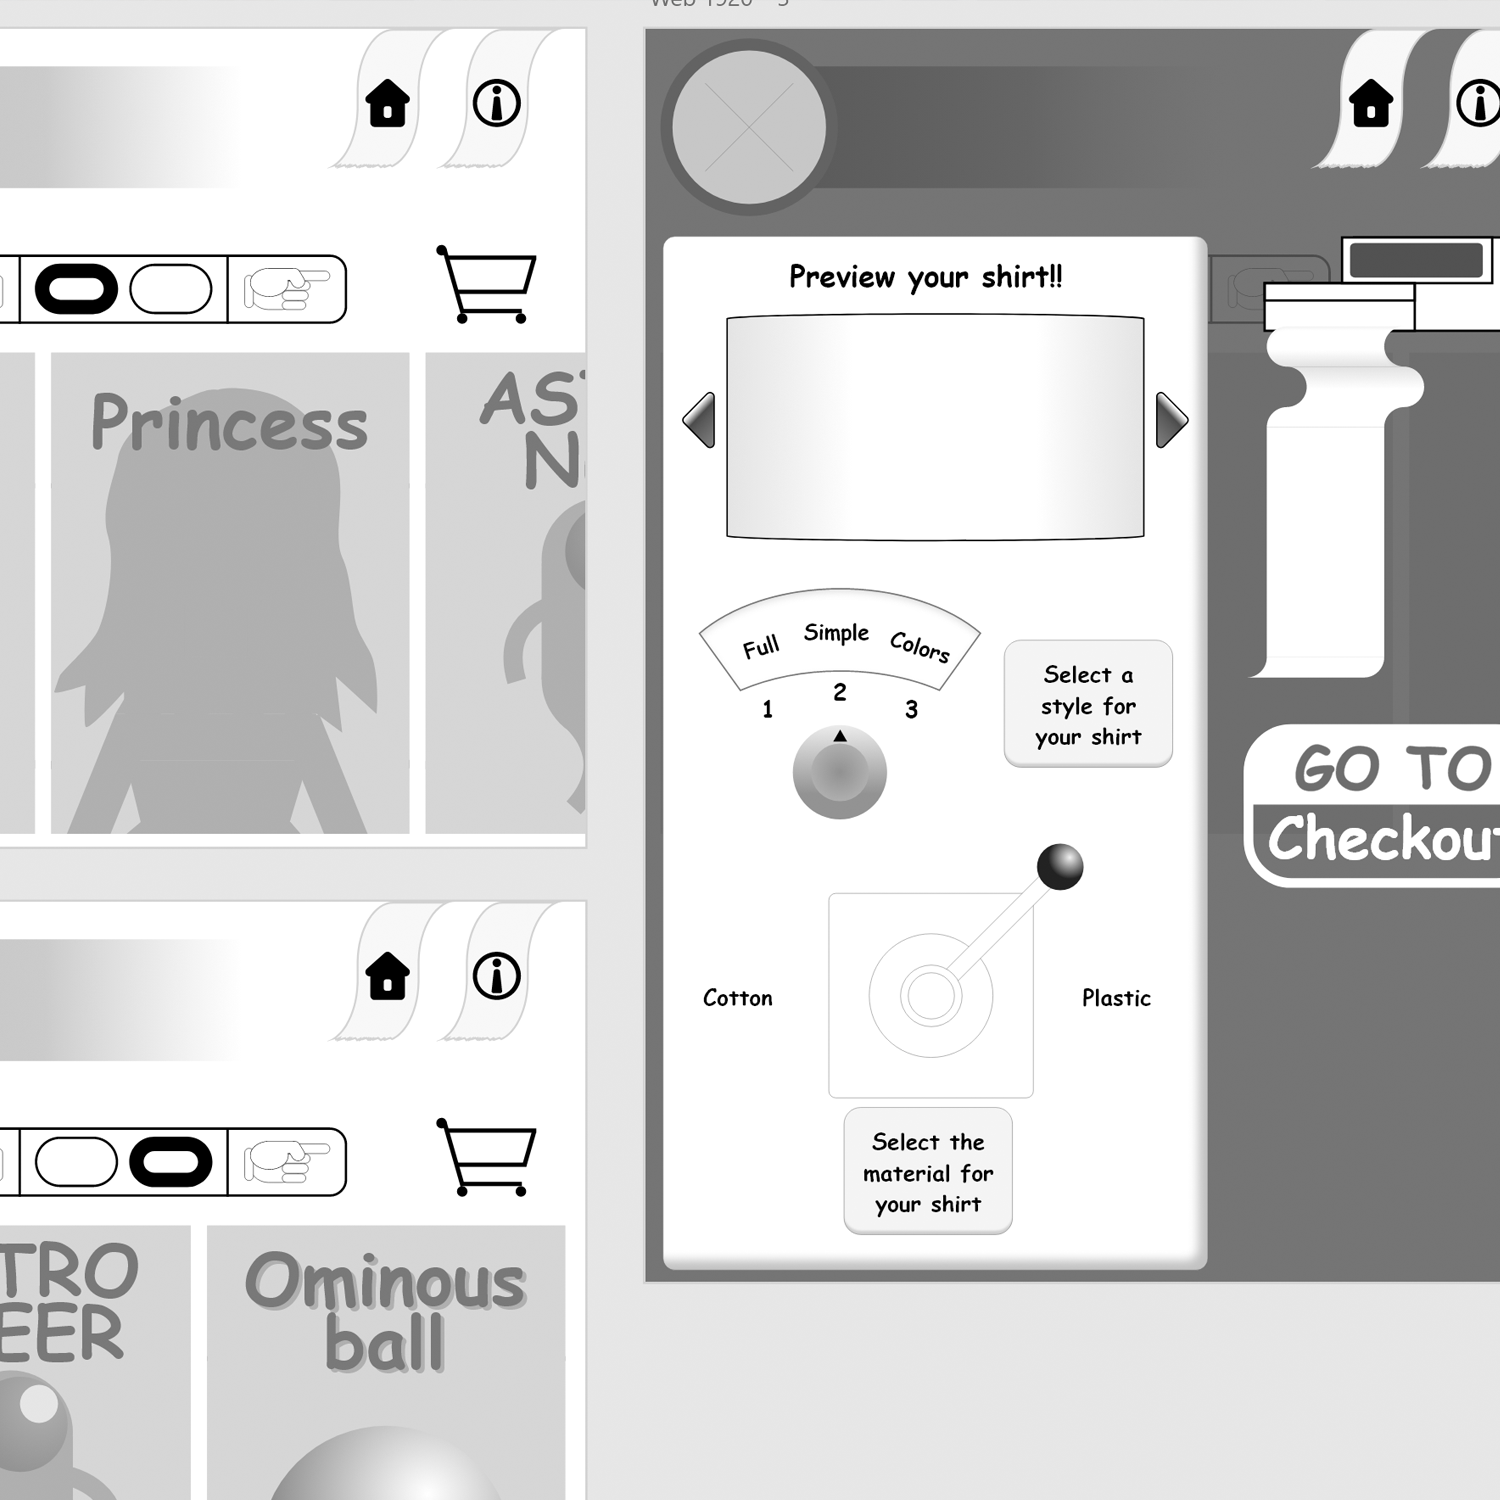 Web 1920 – 3
Princess
AS
N
TRO
EER
Ominous
ball
Preview your shirt!!
Full Simple Colors
1 2 3
Select a
style for
your shirt
Cotton
Plastic
Select the
material for
your shirt
GO TO
Checkout